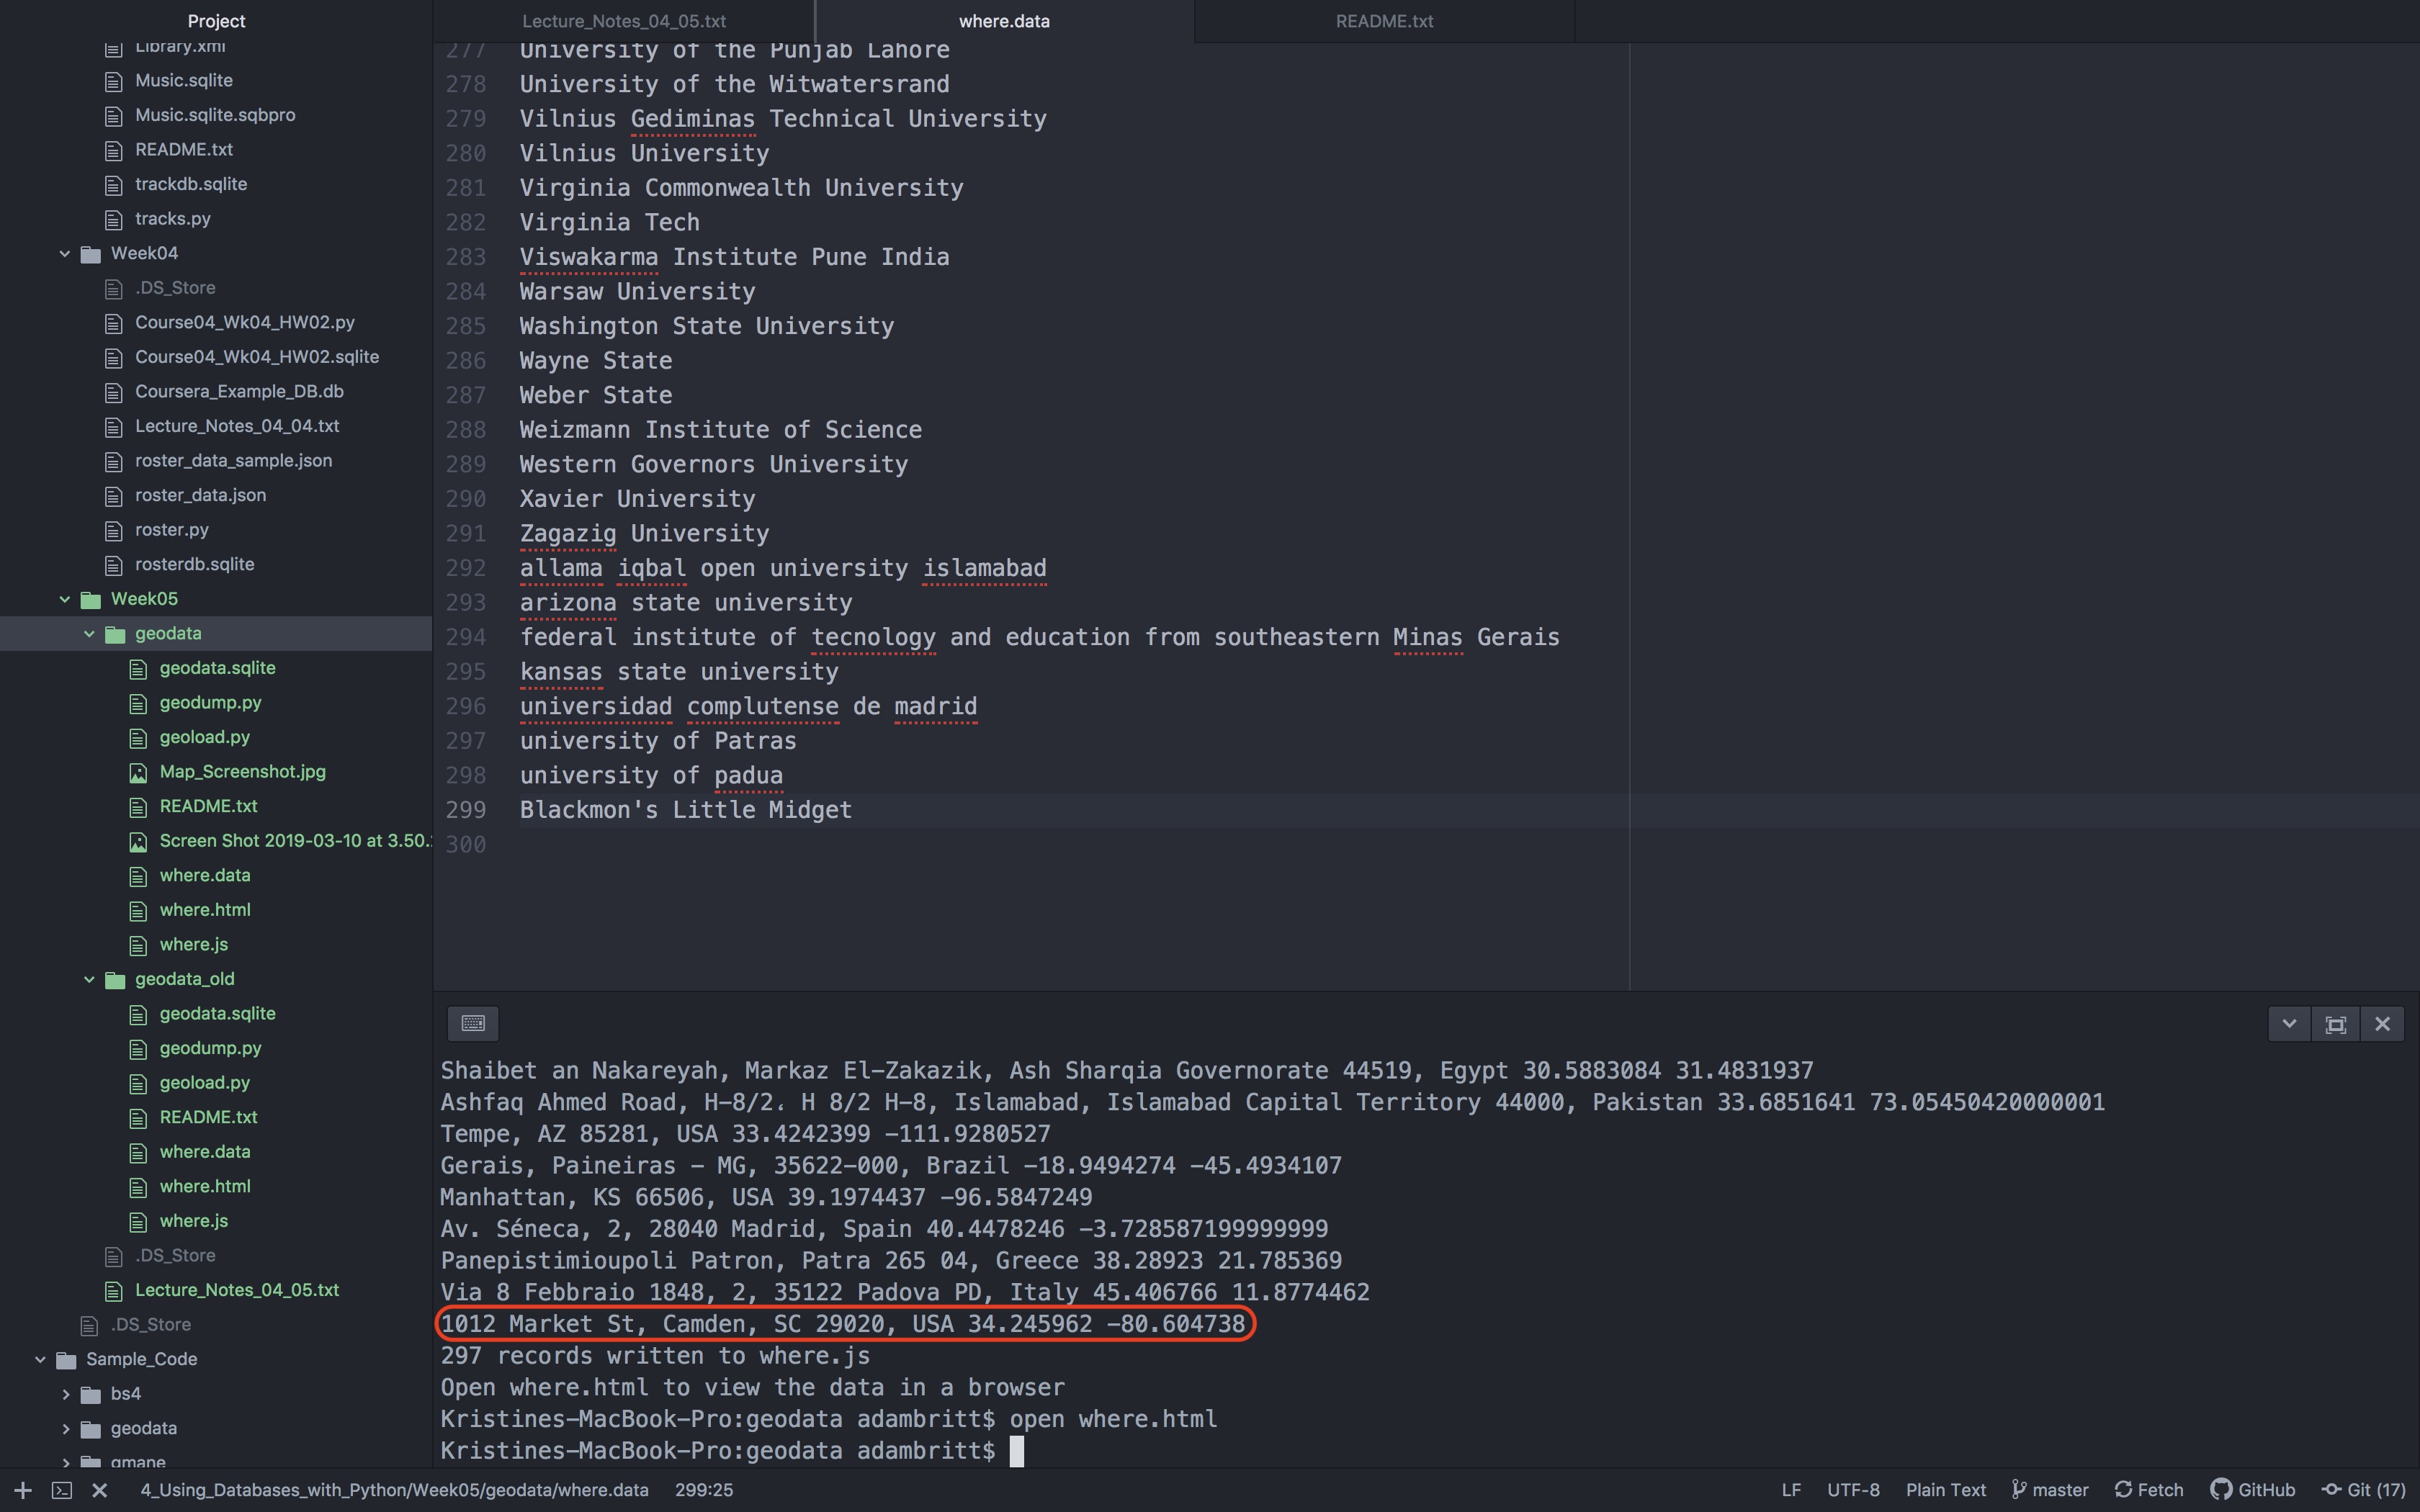 Project
Library.xml
Music.sqlite
Music.sqlite.sqbpro
README.txt
trackdb.sqlite
tracks.py
Week04
.DS_Store
Course04_Wk04_HW02.py
Course04_Wk04_HW02.sqlite
Coursera_Example_DB.db
Lecture_Notes_04_04.txt
roster_data_sample.json
roster_data.json
roster.py
rosterdb.sqlite
Week05
geodata
geodata.sqlite
geodump.py
geoload.py
Map_Screenshot.jpg
README.txt
Screen Shot 2019-03-10 at 3.50.
where.data
where.html
where.js
geodata_old
geodata.sqlite
geodump.py
geoload.py
README.txt
where.data
where.html
where.js
.DS_Store
Lecture_Notes_04_05.txt
.DS_Store
Sample_Code
bs4
geodata
gmane
Lecture_Notes_04_05.txt where.data README.txt
277 University of the Punjab Lahore
278 University of the Witwatersrand
279 Vilnius Gediminas Technical University
280 Vilnius University
281 Virginia Commonwealth University
282 Virginia Tech
283 Viswakarma Institute Pune India
284 Warsaw University
285 Washington State University
286 Wayne State
287 Weber State
288 Weizmann Institute of Science
289 Western Governors University
290 Xavier University
291 Zagazig University
292 allama iqbal open university islamabad
293 arizona state university
294 federal institute of tecnology and education from southeastern Minas Gerais
295 kansas state university
296 universidad complutense de madrid
297 university of Patras
298 university of padua
299 Blackmon's Little Midget
300
Shaibet an Nakareyah, Markaz El-Zakazik, Ash Sharqia Governorate 44519, Egypt 30.5883084 31.4831937
Ashfaq Ahmed Road, H-8/2، H 8/2 H-8, Islamabad, Islamabad Capital Territory 44000, Pakistan 33.6851641 73.05450420000001
Tempe, AZ 85281, USA 33.4242399 -111.9280527
Gerais, Paineiras - MG, 35622-000, Brazil -18.9494274 -45.4934107
Manhattan, KS 66506, USA 39.1974437 -96.5847249
Av. Séneca, 2, 28040 Madrid, Spain 40.4478246 -3.728587199999999
Panepistimioupoli Patron, Patra 265 04, Greece 38.28923 21.785369
Via 8 Febbraio 1848, 2, 35122 Padova PD, Italy 45.406766 11.8774462
1012 Market St, Camden, SC 29020, USA 34.245962 -80.604738
297 records written to where.js
Open where.html to view the data in a browser
Kristines-MacBook-Pro:geodata adambritt$ open where.html
Kristines-MacBook-Pro:geodata adambritt$
4_Using_Databases_with_Python/Week05/geodata/where.data 299:25 LF UTF-8 Plain Text master Fetch GitHub Git (17)